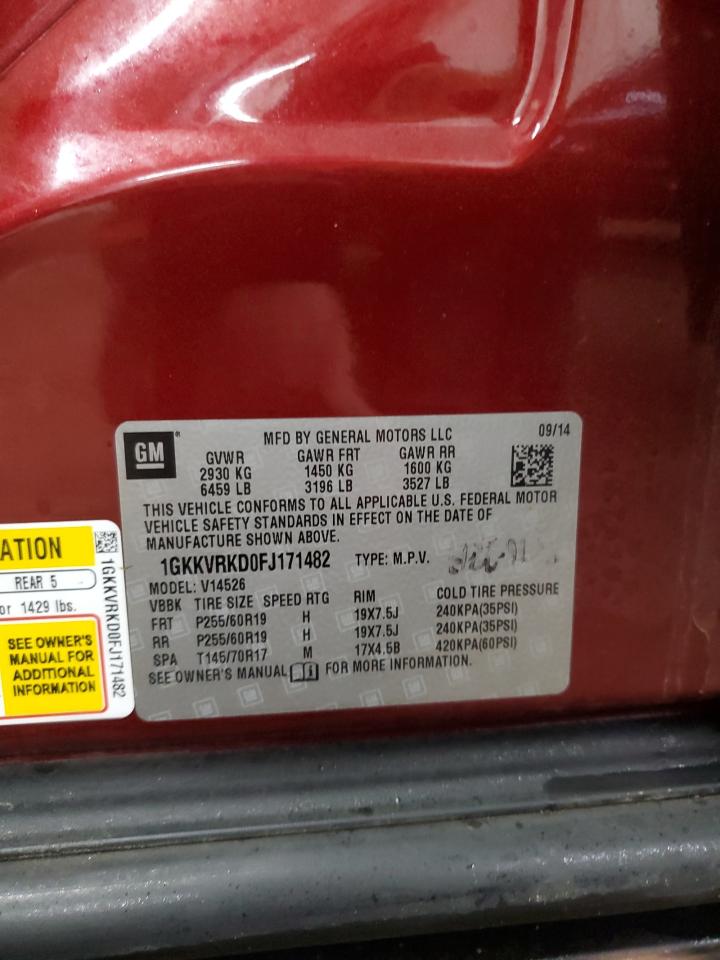 GM
MFD BY GENERAL MOTORS LLC 09/14
GVWR GAWR FRT GAWR RR
2930 KG 1450 KG 1600 KG
6459 LB 3196 LB 3527 LB
THIS VEHICLE CONFORMS TO ALL APPLICABLE U.S. FEDERAL MOTOR
VEHICLE SAFETY STANDARDS IN EFFECT ON THE DATE OF
MANUFACTURE SHOWN ABOVE.
1GKKVRKD0FJ171482 TYPE: M.P.V.
MODEL: V14526
VBBK TIRE SIZE SPEED RTG RIM COLD TIRE PRESSURE
FRT P255/60R19 H 19X7.5J 240KPA(35PSI)
RR P255/60R19 H 19X7.5J 240KPA(35PSI)
SPA T145/70R17 M 17X4.5B 420KPA(60PSI)
SEE OWNER'S MANUAL FOR MORE INFORMATION.
ATION
REAR 5
or 1429 lbs.
SEE OWNER'S
MANUAL FOR
ADDITIONAL
INFORMATION
1GKKVRKD0FJ171482